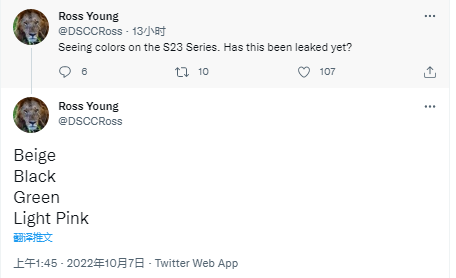 Ross Young
@DSCCRoss · 13小时
Seeing colors on the S23 Series. Has this been leaked yet?
6 10 107
Ross Young
@DSCCRoss
Beige
Black
Green
Light Pink
翻译推文
上午1:45 · 2022年10月7日 · Twitter Web App